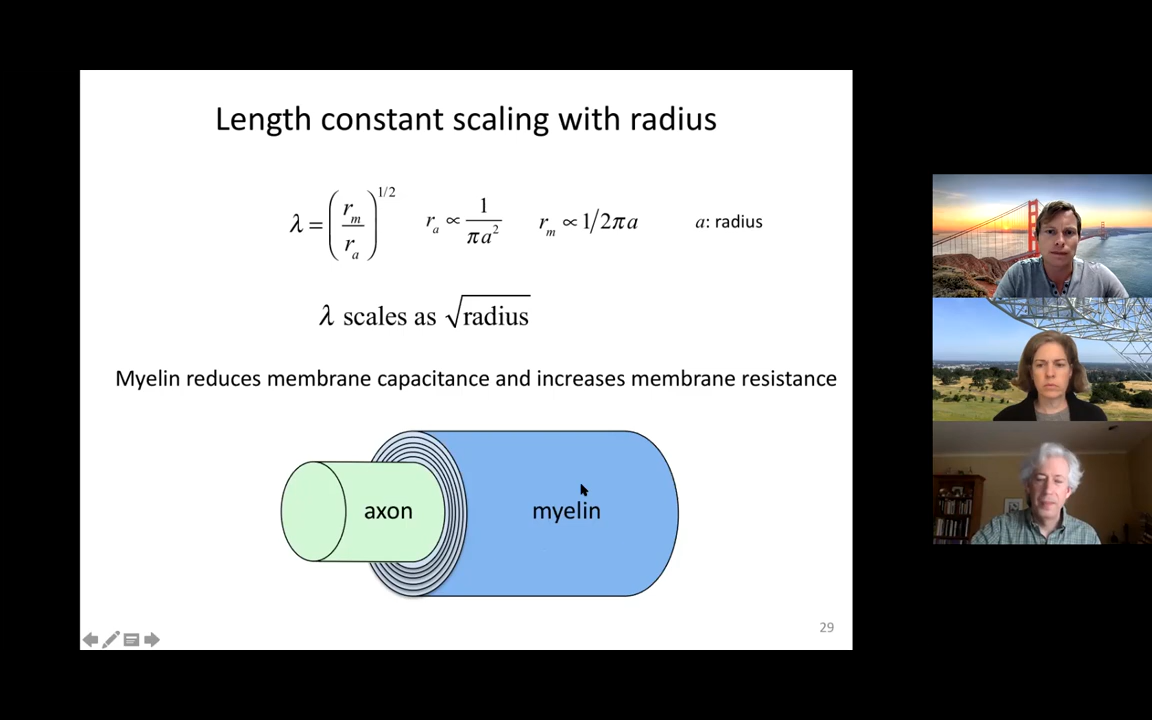 Length constant scaling with radius
λ = (r_m / r_a)^1/2   r_a ∝ 1 / πa²   r_m ∝ 1/2πa   a: radius
λ scales as √radius
Myelin reduces membrane capacitance and increases membrane resistance
axon
myelin
29